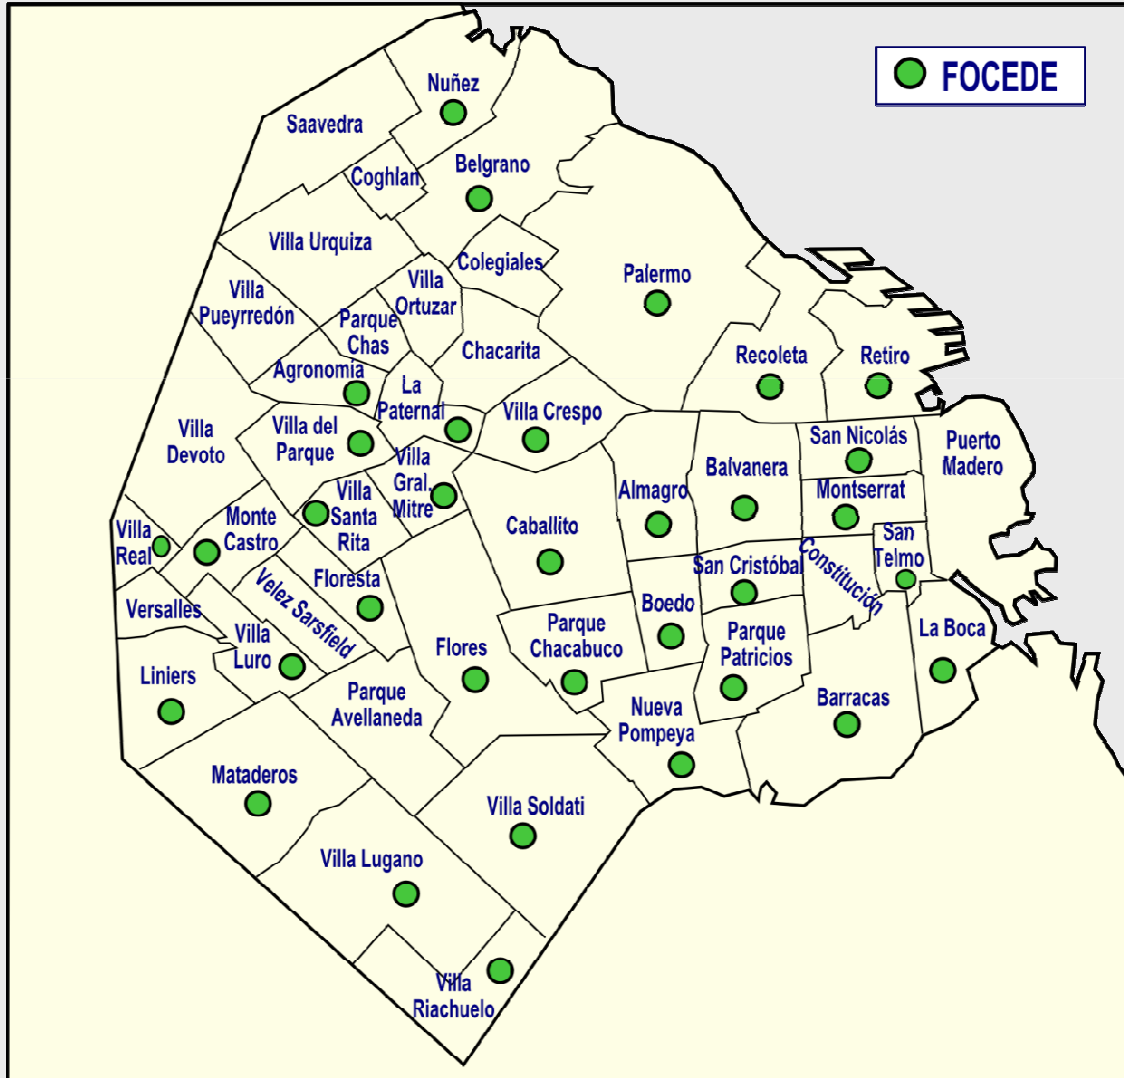 FOCEDE
Nuñez
Saavedra
Belgrano
Coghlan
Villa Urquiza
Colegiales
Villa
Ortuzar
Palermo
Villa
Pueyrredón
Parque
Chas
Chacarita
Recoleta
Retiro
Agronomía
La
Paternal
Villa Crespo
Villa
Devoto
Villa del
Parque
San Nicolás
Puerto
Madero
Villa
Gral.
Mitre
Balvanera
Almagro
Montserrat
Villa
Santa
Rita
Monte
Castro
Villa
Real
Caballito
San
Telmo
Constitución
San Cristóbal
Floresta
Velez Sarsfield
Versalles
Boedo
Parque
Chacabuco
Parque
Patricios
La Boca
Villa
Luro
Flores
Liniers
Parque
Avellaneda
Nueva
Pompeya
Barracas
Mataderos
Villa Soldati
Villa Lugano
Villa
Riachuelo